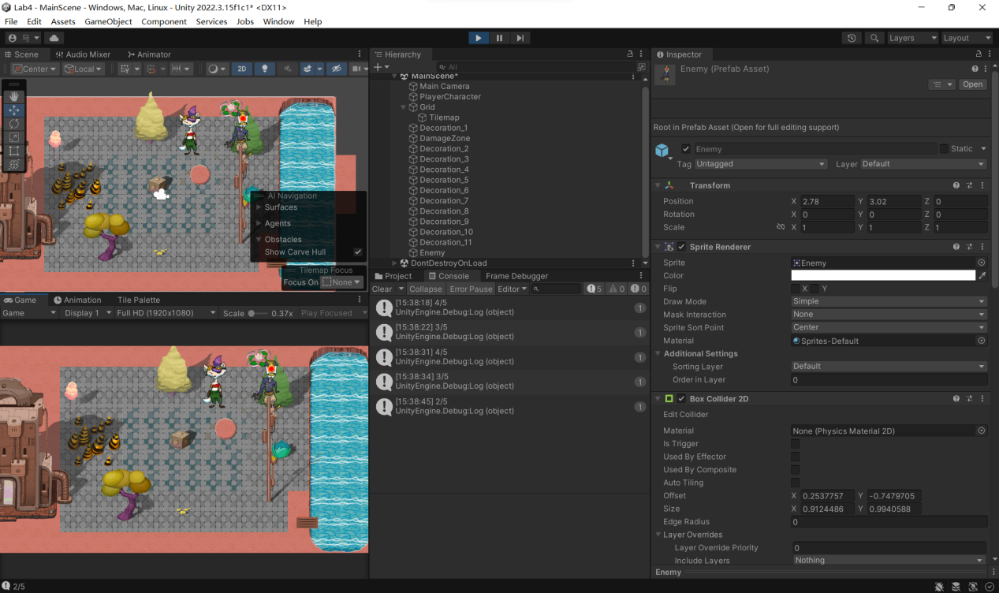 Lab4 - MainScene - Windows, Mac, Linux - Unity 2022.3.15f1c1* <DX11>
File Edit Assets GameObject Component Services Jobs Window Help
马 Layers Layout
Scene Audio Mixer Animator
Center Local 2D
AI Navigation
Surfaces
Agents
Obstacles
Show Carve Hull
Tilemap Focus
Focus On None
Game Animation Tile Palette
Game Display 1 Full HD (1920x1080) Scale 0.37x Play Focused
Hierarchy
All
MainScene*
Main Camera
PlayerCharacter
Grid
Tilemap
Decoration_1
DamageZone
Decoration_2
Decoration_3
Decoration_4
Decoration_5
Decoration_6
Decoration_7
Decoration_8
Decoration_9
Decoration_10
Decoration_11
Enemy
DontDestroyOnLoad
Project Console Frame Debugger
Clear Collapse Error Pause Editor 5 0 0
[15:38:18] 4/5
UnityEngine.Debug:Log (object)
1
[15:38:22] 3/5
UnityEngine.Debug:Log (object)
1
[15:38:31] 4/5
UnityEngine.Debug:Log (object)
1
[15:38:34] 3/5
UnityEngine.Debug:Log (object)
1
[15:38:45] 2/5
UnityEngine.Debug:Log (object)
1
Inspector
Enemy (Prefab Asset)
Open
Root in Prefab Asset (Open for full editing support)
Enemy Static
Tag Untagged Layer Default
Transform
Position X 2.78 Y 3.02 Z 0
Rotation X 0 Y 0 Z 0
Scale X 1 Y 1 Z 1
Sprite Renderer
Sprite Enemy
Color
Flip X Y
Draw Mode Simple
Mask Interaction None
Sprite Sort Point Center
Material Sprites-Default
Additional Settings
Sorting Layer Default
Order in Layer 0
Box Collider 2D
Edit Collider
Material None (Physics Material 2D)
Is Trigger
Used By Effector
Used By Composite
Auto Tiling
Offset X 0.2537757 Y -0.7479705
Size X 0.9124486 Y 0.9940588
Edge Radius 0
Layer Overrides
Layer Override Priority 0
Include Layers Nothing
Enemy
2/5